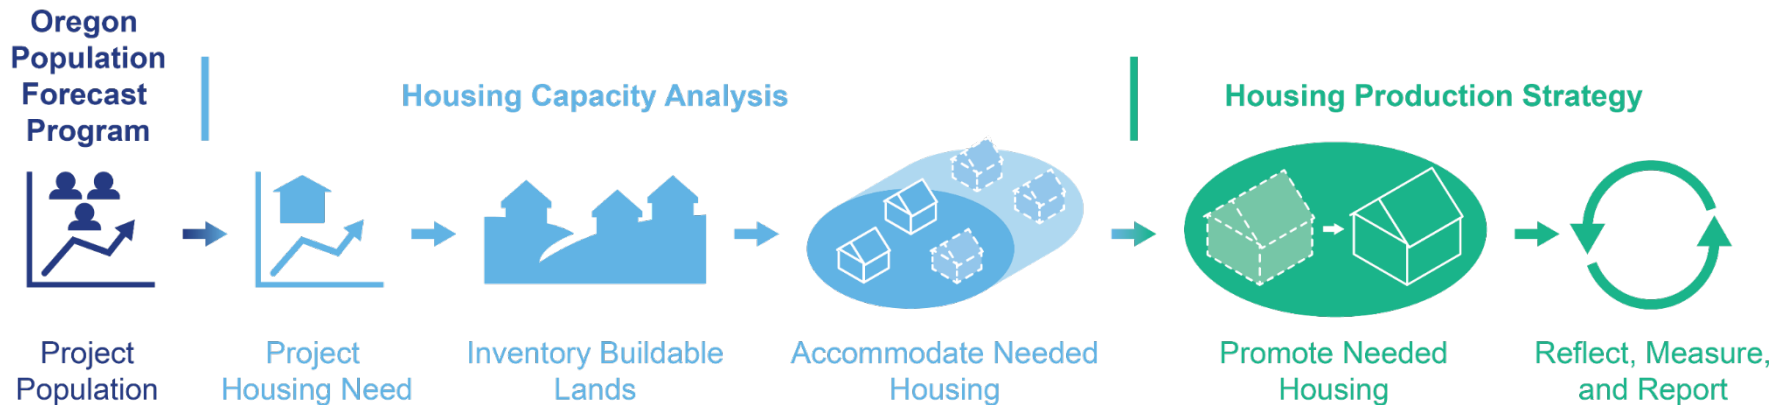 Oregon
Population
Forecast
Program
Housing Capacity Analysis
Housing Production Strategy
Project
Population
Project
Housing Need
Inventory Buildable
Lands
Accommodate Needed
Housing
Promote Needed
Housing
Reflect, Measure,
and Report